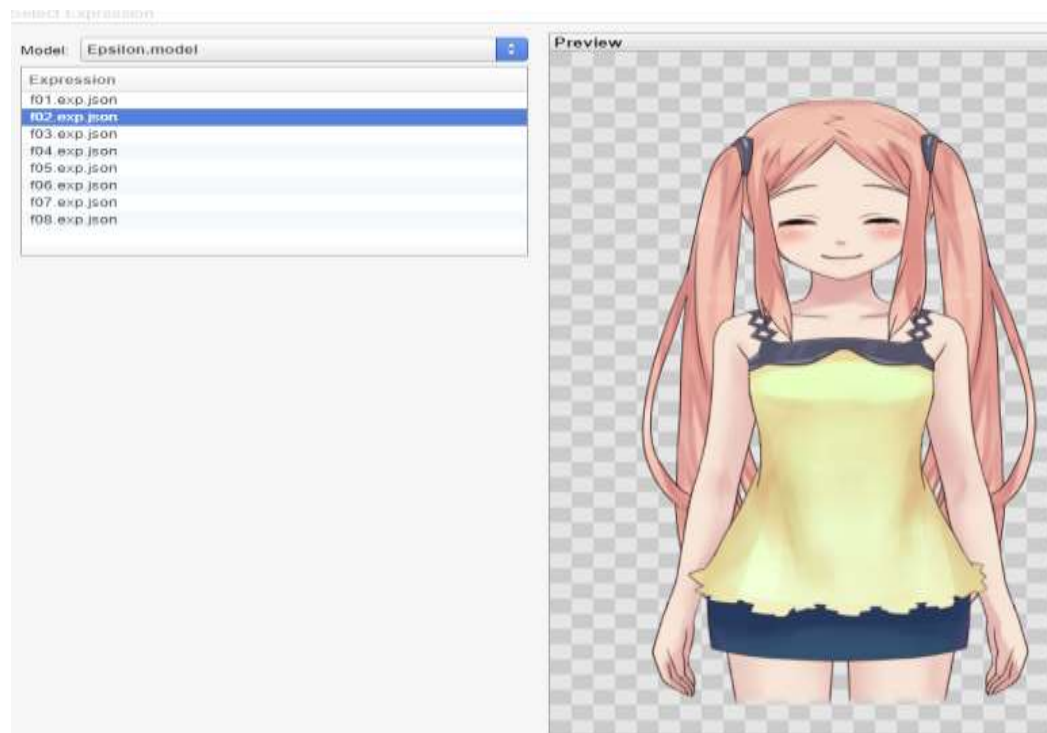 Select Expression
Model: Epsilon.model
Preview
Expression
f01.exp.json
f02.exp.json
f03.exp.json
f04.exp.json
f05.exp.json
f06.exp.json
f07.exp.json
f08.exp.json